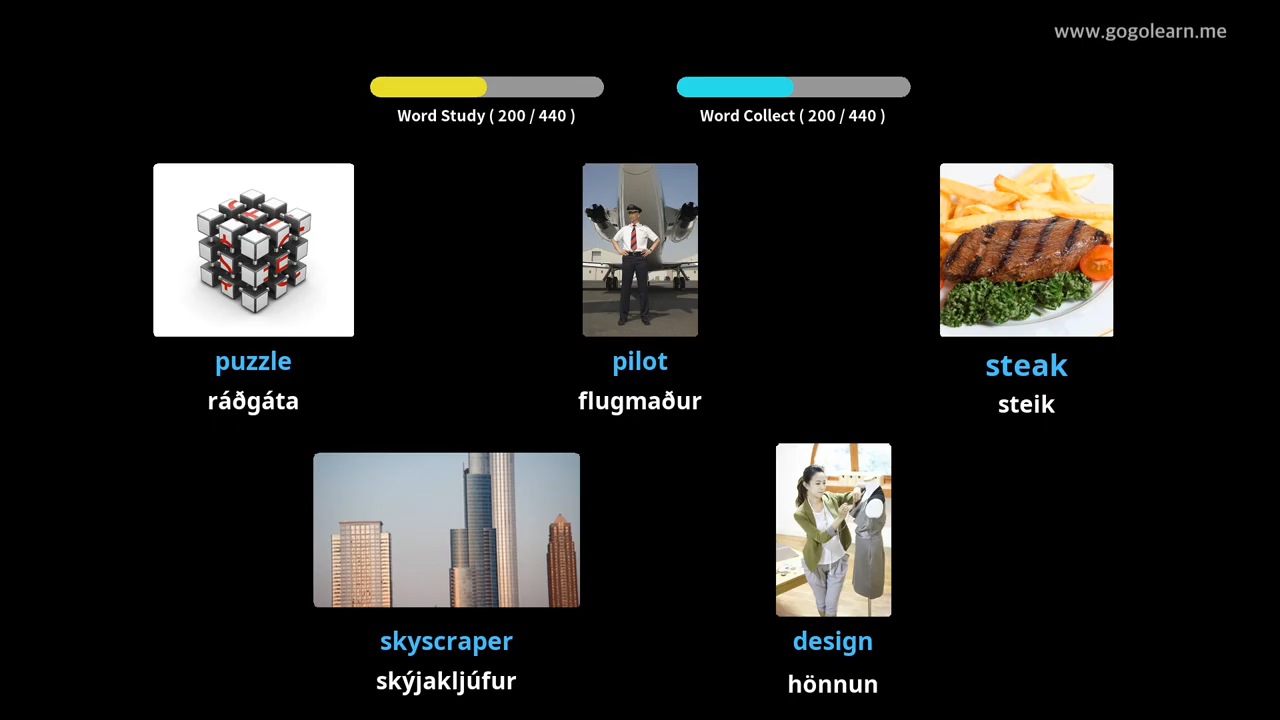 www.gogolearn.me
Word Study ( 200 / 440 )
Word Collect ( 200 / 440 )
puzzle
ráðgáta
pilot
flugmaður
steak
steik
skyscraper
skýjakljúfur
design
hönnun